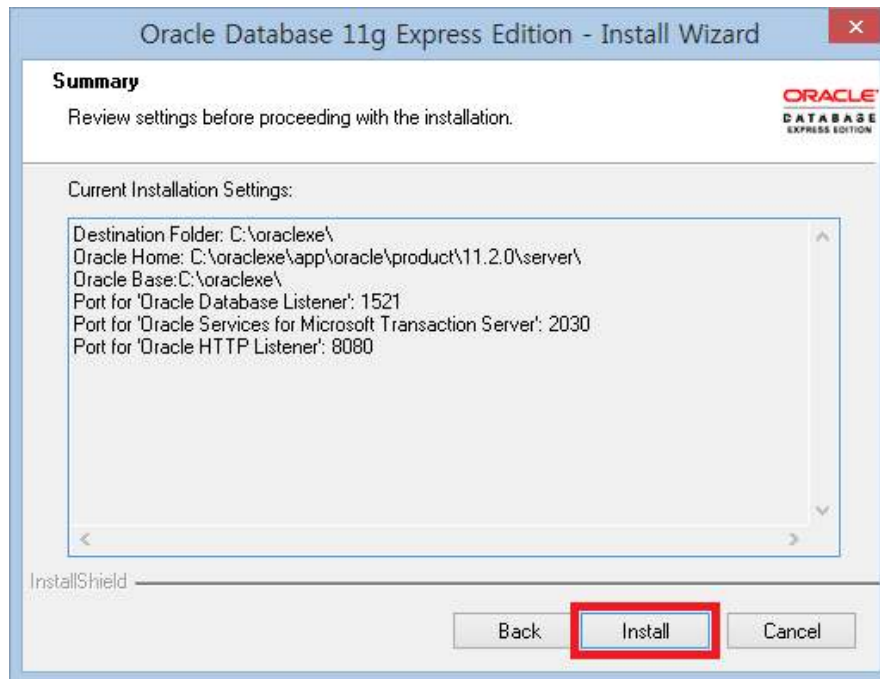 Oracle Database 11g Express Edition - Install Wizard
Summary
Review settings before proceeding with the installation.
ORACLE
DATABASE
EXPRESS EDITION
Current Installation Settings:
Destination Folder: C:\oraclexe\
Oracle Home: C:\oraclexe\app\oracle\product\11.2.0\server\
Oracle Base:C:\oraclexe\
Port for 'Oracle Database Listener': 1521
Port for 'Oracle Services for Microsoft Transaction Server': 2030
Port for 'Oracle HTTP Listener': 8080
InstallShield
Back Install Cancel